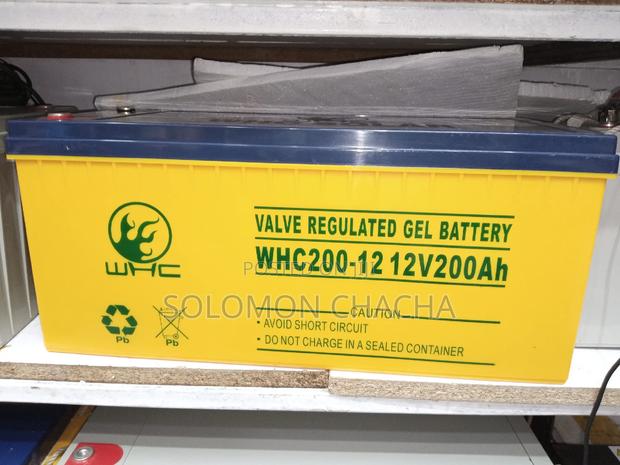 VALVE REGULATED GEL BATTERY
WHC200-12 12V200Ah
WHC
POSTED ON
SOLOMON CHACHA
CAUTION
• AVOID SHORT CIRCUIT
• DO NOT CHARGE IN A SEALED CONTAINER
Pb
Pb